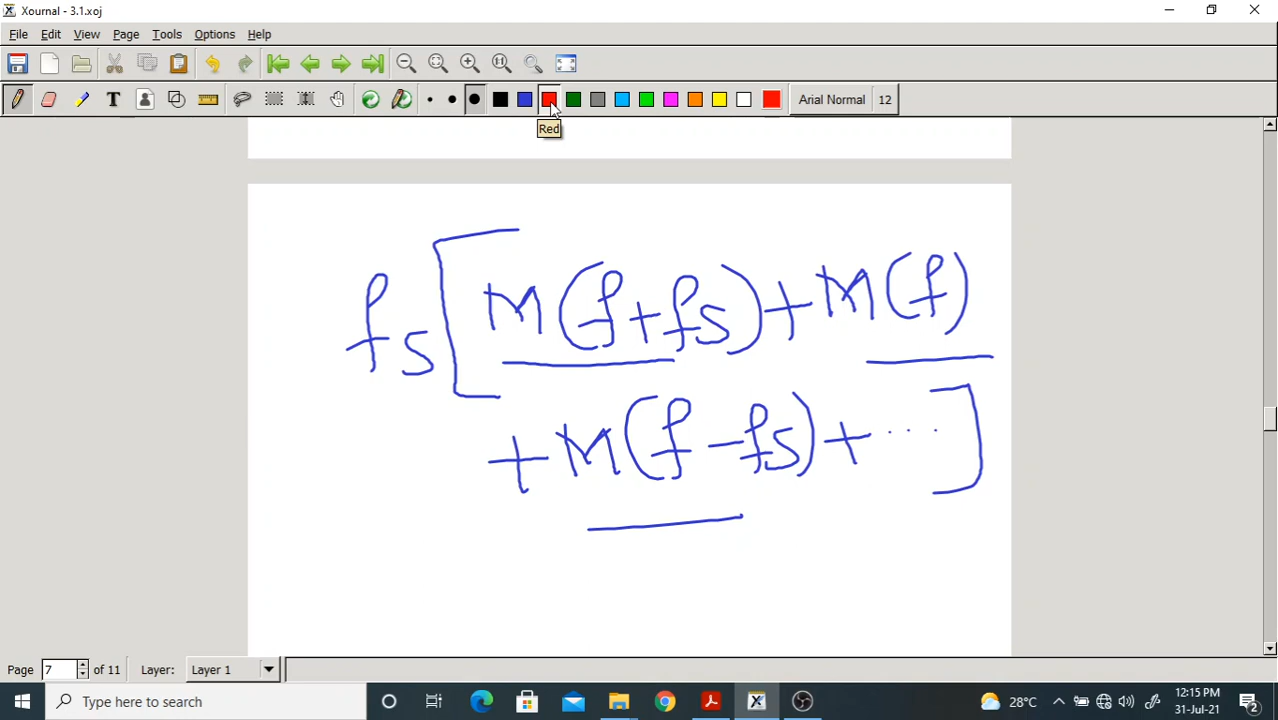 Xournal - 3.1.xoj
File Edit View Page Tools Options Help
T Arial Normal 12
Red
fs[M(f+fs)+M(f)
+M(f-fs)+...]
Page 7 of 11 Layer: Layer 1
Type here to search 28°C 12:15 PM
31-Jul-21 2